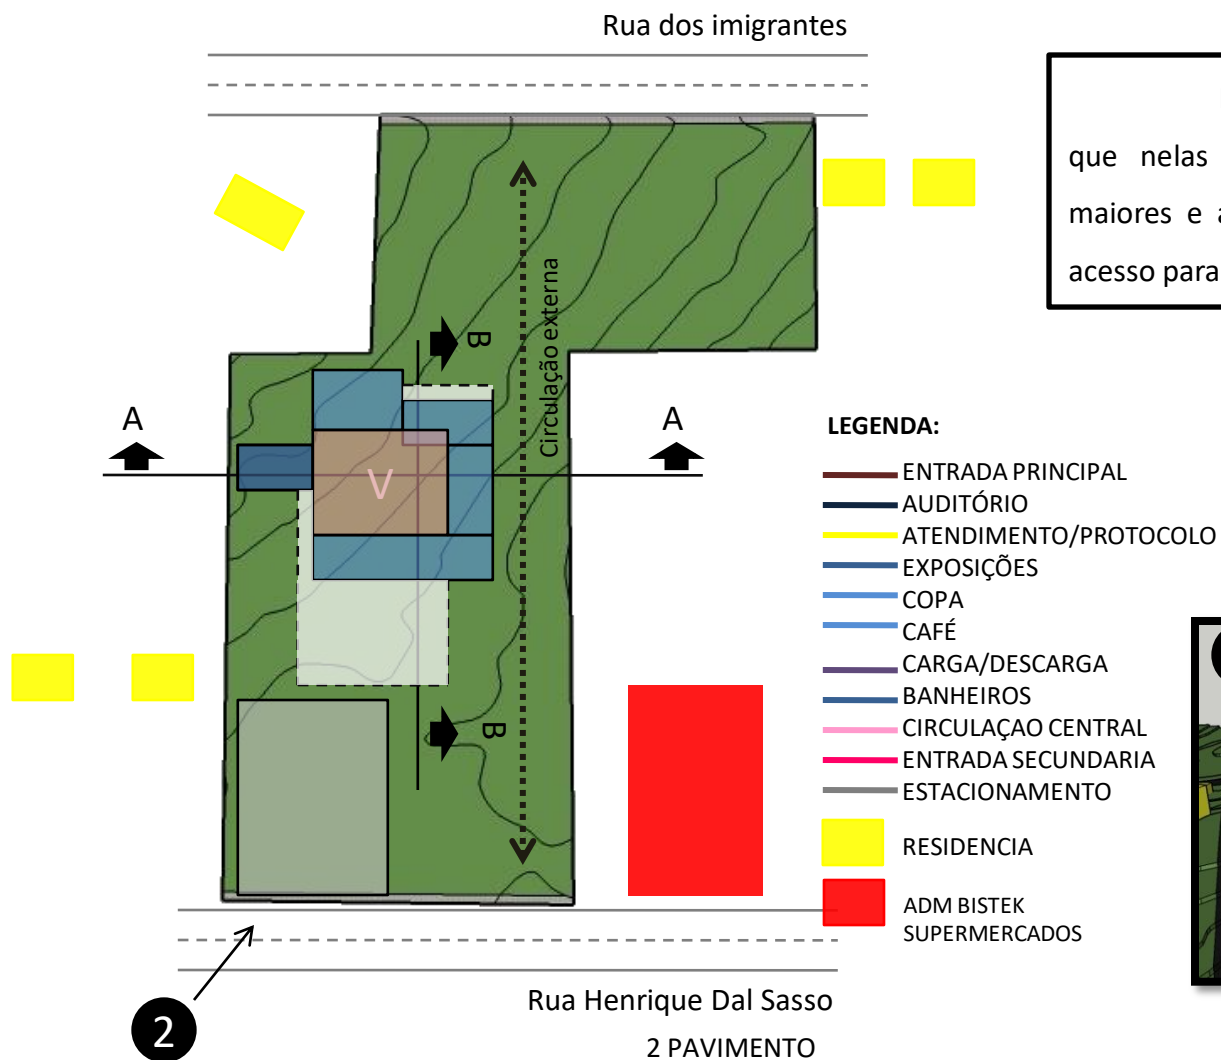 Rua dos imigrantes
que nelas
maiores e a
acesso para
Circulação externa
B
A
A
V
B
LEGENDA:
ENTRADA PRINCIPAL
AUDITÓRIO
ATENDIMENTO/PROTOCOLO
EXPOSIÇÕES
COPA
CAFÉ
CARGA/DESCARGA
BANHEIROS
CIRCULAÇAO CENTRAL
ENTRADA SECUNDARIA
ESTACIONAMENTO
RESIDENCIA
ADM BISTEK
SUPERMERCADOS
Rua Henrique Dal Sasso
2
2 PAVIMENTO